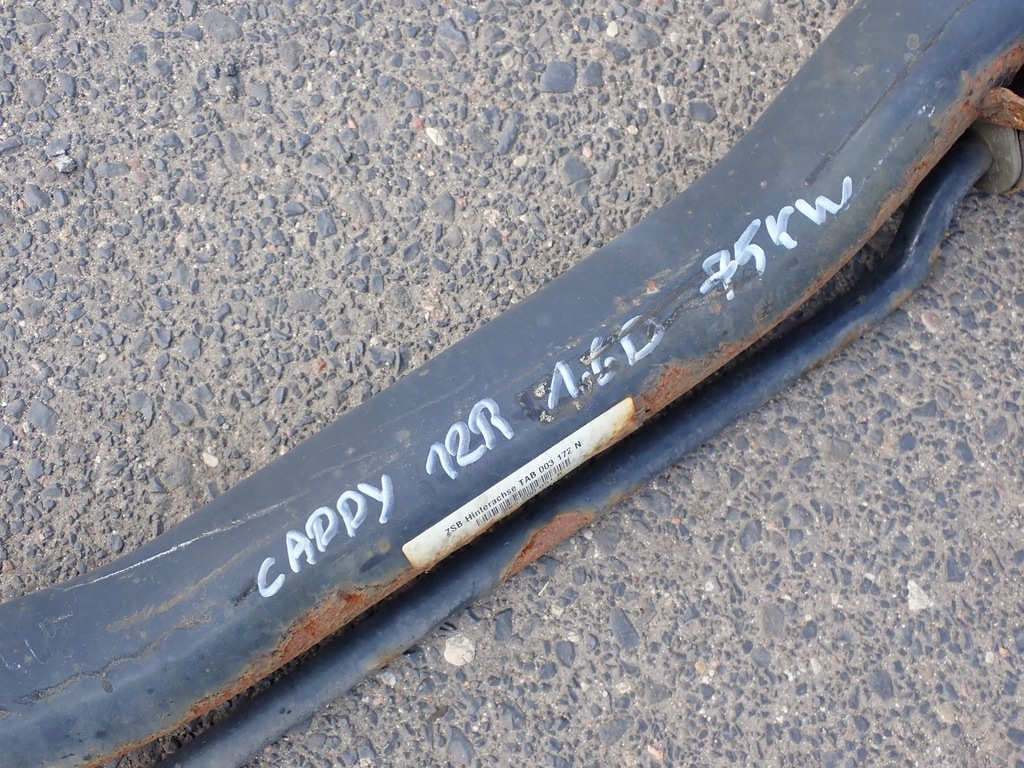 CADDY 12R 1.6D 75KW
ZSB-Hinterachse TAB 003 172 N